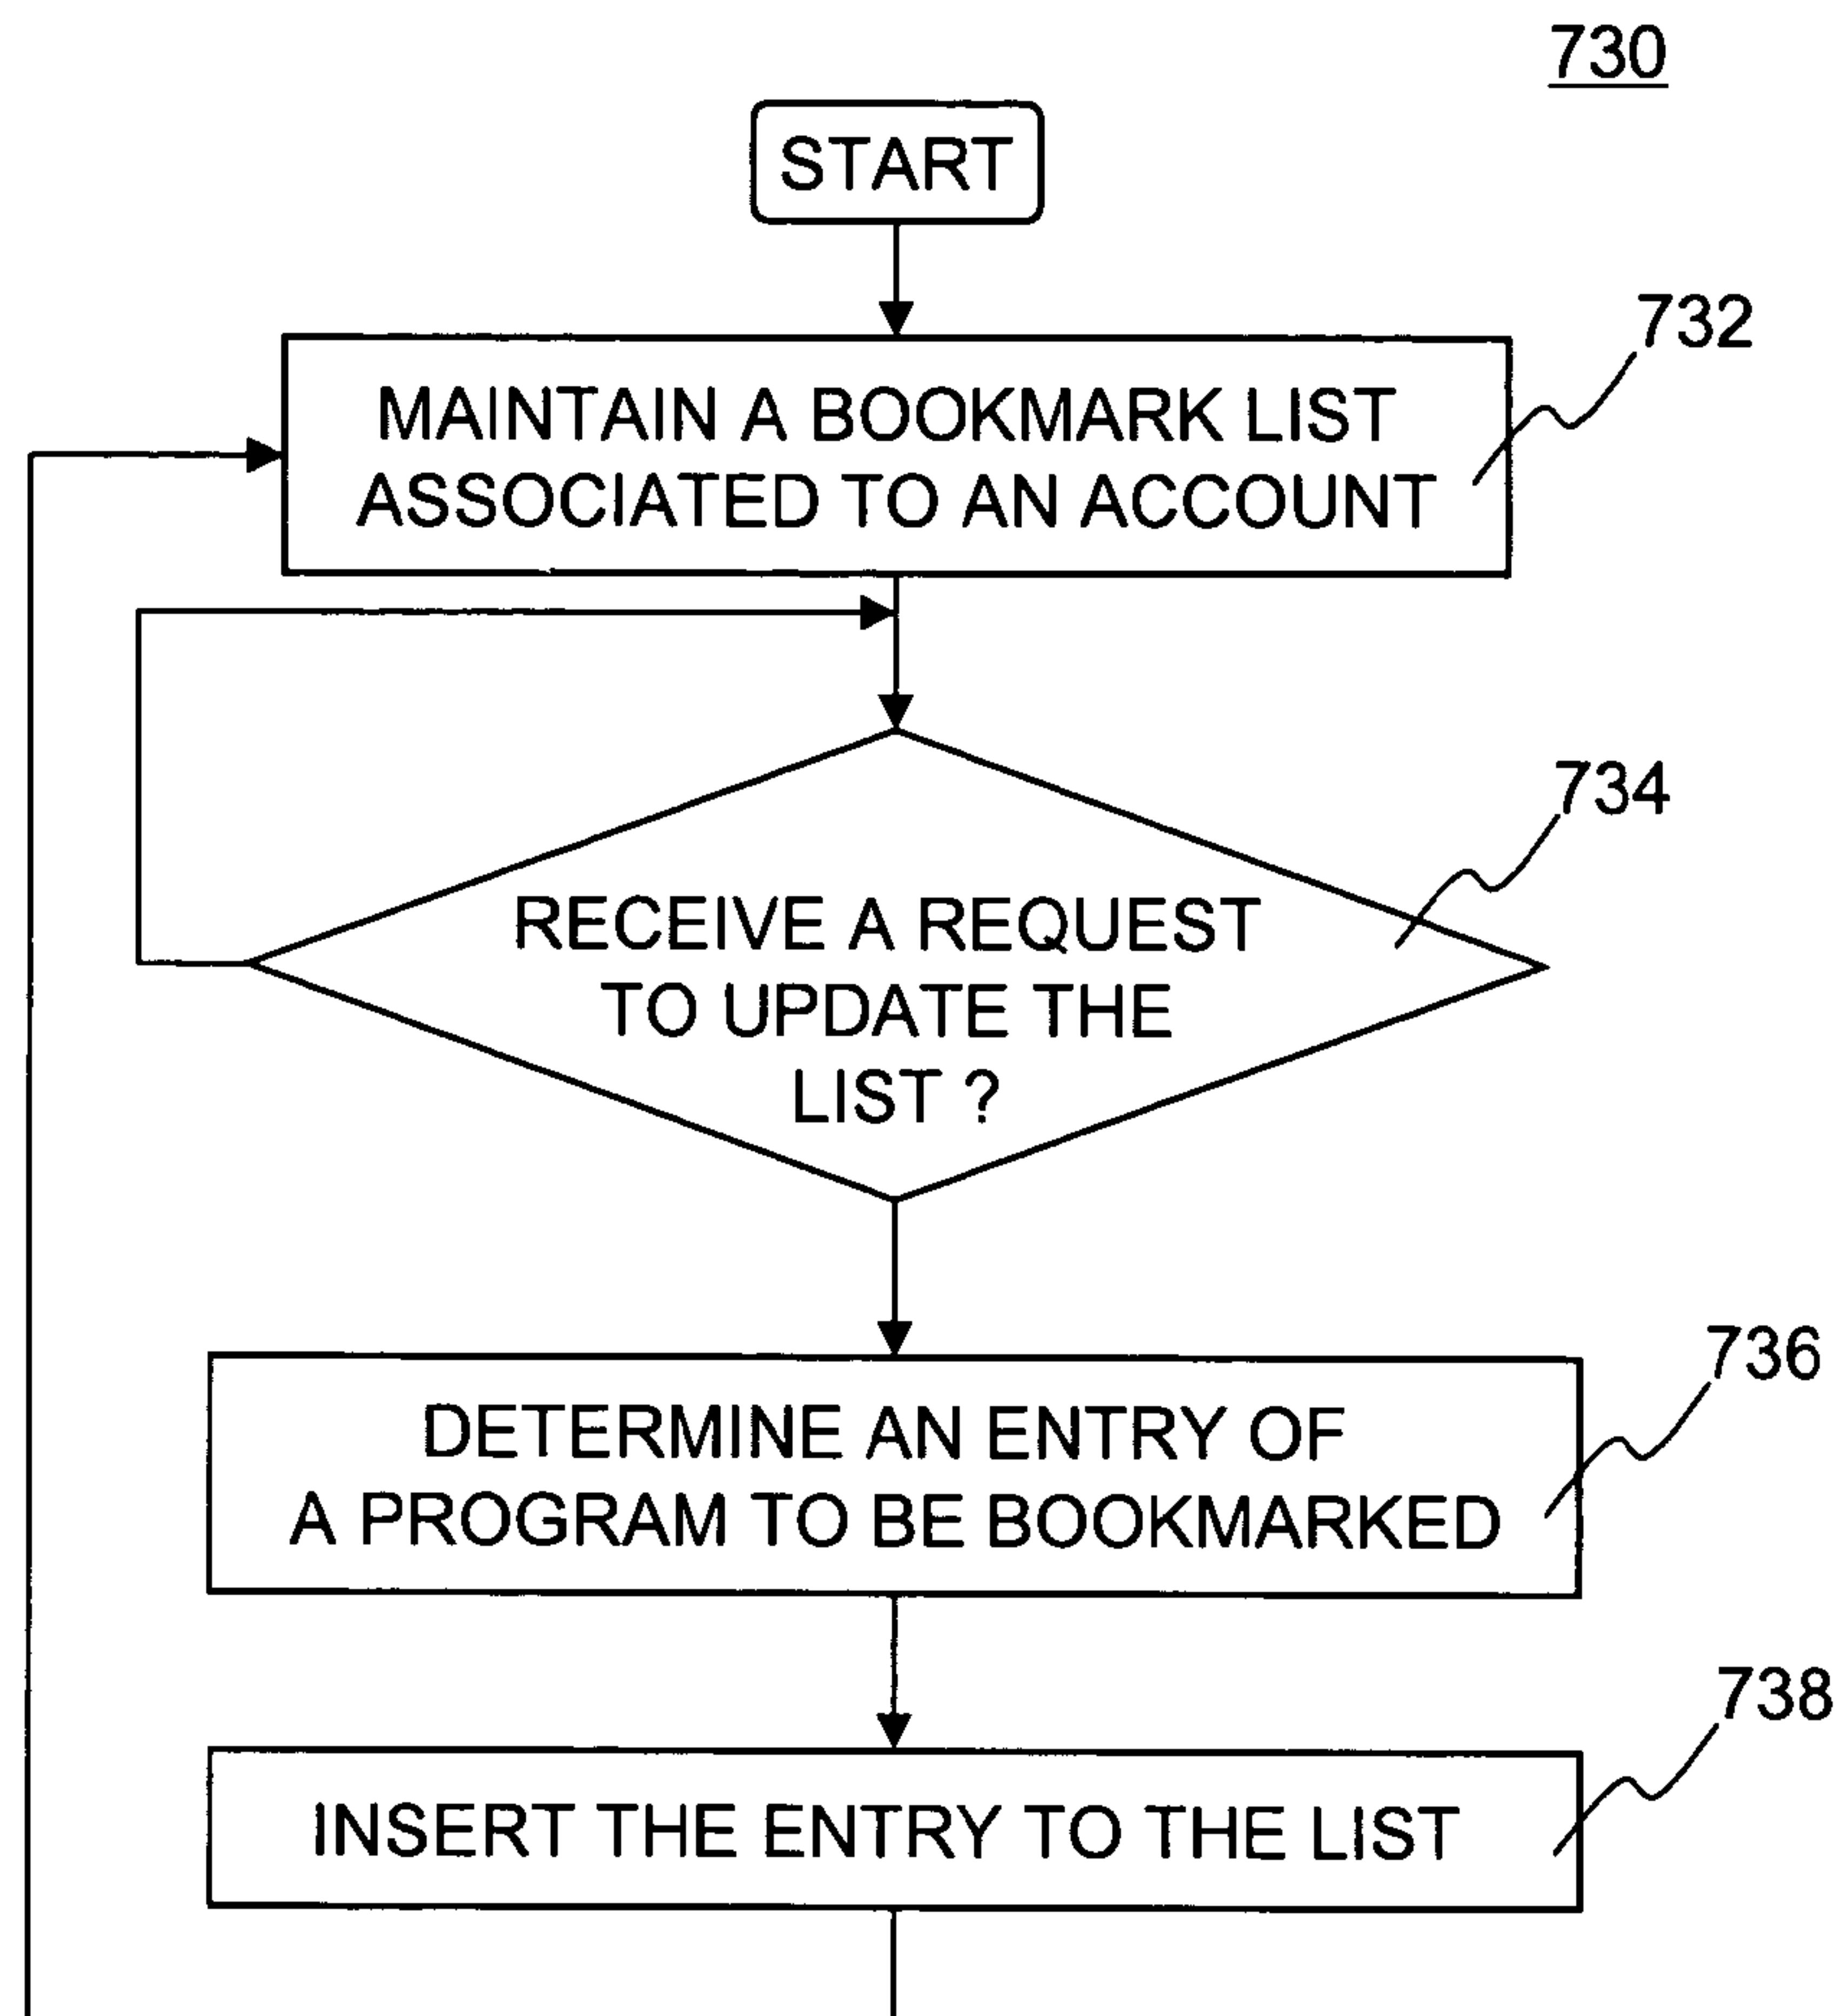 730
START
732
MAINTAIN A BOOKMARK LIST
ASSOCIATED TO AN ACCOUNT
734
RECEIVE A REQUEST
TO UPDATE THE
LIST ?
736
DETERMINE AN ENTRY OF
A PROGRAM TO BE BOOKMARKED
738
INSERT THE ENTRY TO THE LIST